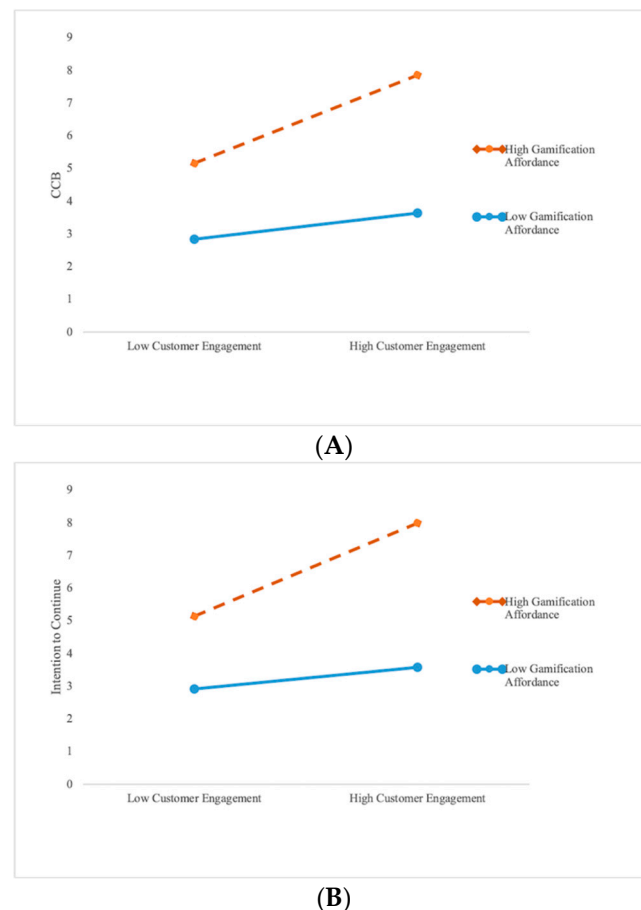 9
8
7
6
5
4
3
2
1
0
CCB
Low Customer Engagement
High Customer Engagement
High Gamification
Affordance
Low Gamification
Affordance
(A)
9
8
7
6
5
4
3
2
1
0
Intention to Continue
Low Customer Engagement
High Customer Engagement
High Gamification
Affordance
Low Gamification
Affordance
(B)